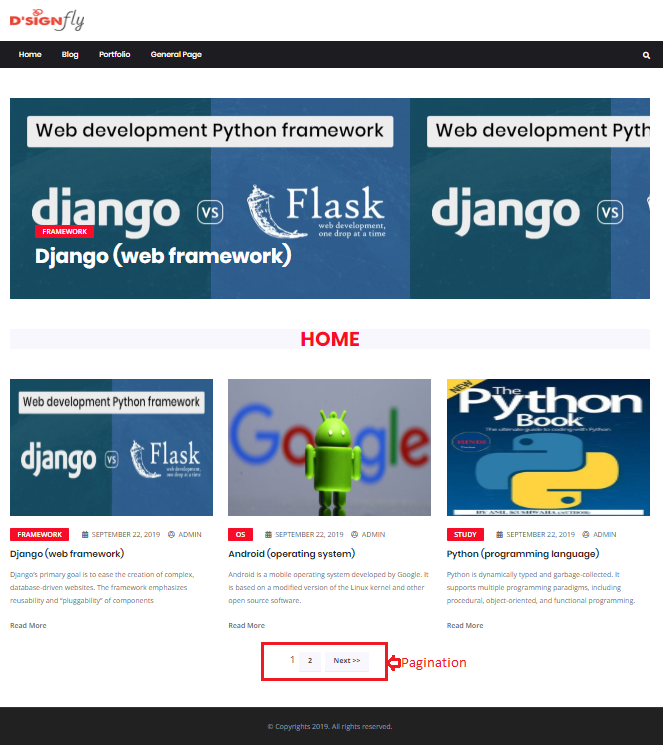 D'SIGNfly
Home Blog Portfolio General Page
Web development Python framework
Web development Pyth
django VS Flask
web development,
one drop at a time
django VS
FRAMEWORK
Django (web framework)
HOME
Web development Python framework
django VS Flask
web development,
one drop at a time
Google
NEW
The
Python
Book
The ultimate guide to coding with Python
FRAMEWORK SEPTEMBER 22, 2019 ADMIN
Django (web framework)
Django's primary goal is to ease the creation of complex,
database-driven websites. The framework emphasizes
reusability and "pluggability" of components
Read More
OS SEPTEMBER 22, 2019 ADMIN
Android (operating system)
Android is a mobile operating system developed by Google. It
is based on a modified version of the Linux kernel and other
open source software.
Read More
STUDY SEPTEMBER 22, 2019 ADMIN
Python (programming language)
Python is dynamically typed and garbage-collected. It
supports multiple programming paradigms, including
procedural, object-oriented, and functional programming.
Read More
1 2 Next >>
Pagination
© Copyrights 2019. All rights reserved.